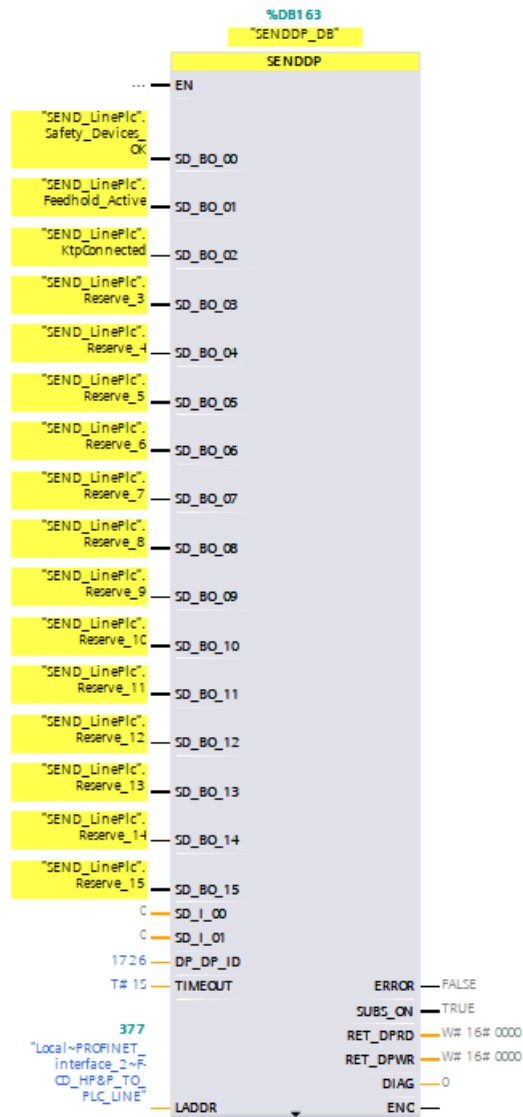 %DB163
"SENDDP_DB"
SENDDP
... EN
"SEND_LinePlc".
Safety_Devices_
OK
SD_BO_00
"SEND_LinePlc".
Feedhold_Active
SD_BO_01
"SEND_LinePlc".
KtpConnected
SD_BO_02
"SEND_LinePlc".
Reserve_3
SD_BO_03
"SEND_LinePlc".
Reserve_4
SD_BO_04
"SEND_LinePlc".
Reserve_5
SD_BO_05
"SEND_LinePlc".
Reserve_6
SD_BO_06
"SEND_LinePlc".
Reserve_7
SD_BO_07
"SEND_LinePlc".
Reserve_8
SD_BO_08
"SEND_LinePlc".
Reserve_9
SD_BO_09
"SEND_LinePlc".
Reserve_10
SD_BO_10
"SEND_LinePlc".
Reserve_11
SD_BO_11
"SEND_LinePlc".
Reserve_12
SD_BO_12
"SEND_LinePlc".
Reserve_13
SD_BO_13
"SEND_LinePlc".
Reserve_14
SD_BO_14
"SEND_LinePlc".
Reserve_15
SD_BO_15
0 SD_I_00
0 SD_I_01
1726 DP_DP_ID
T# 1S TIMEOUT ERROR FALSE
SUBS_ON TRUE
377 RET_DPRD W# 16# 0000
"Local~PROFINET_
interface_2~F-
RET_DPWR W# 16# 0000
CD_HP&P_TO_
DIAG 0
PLC_LINE"
LADDR ENC